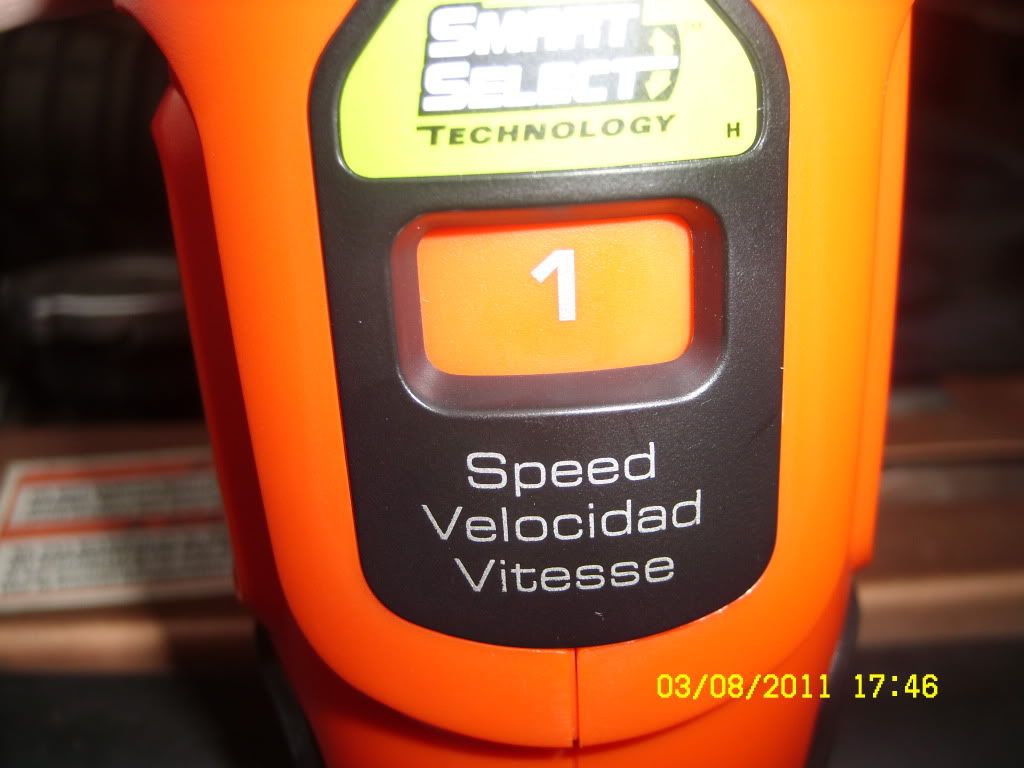 SMART
SELECT
TECHNOLOGY
H
1
Speed
Velocidad
Vitesse
03/08/2011 17:46